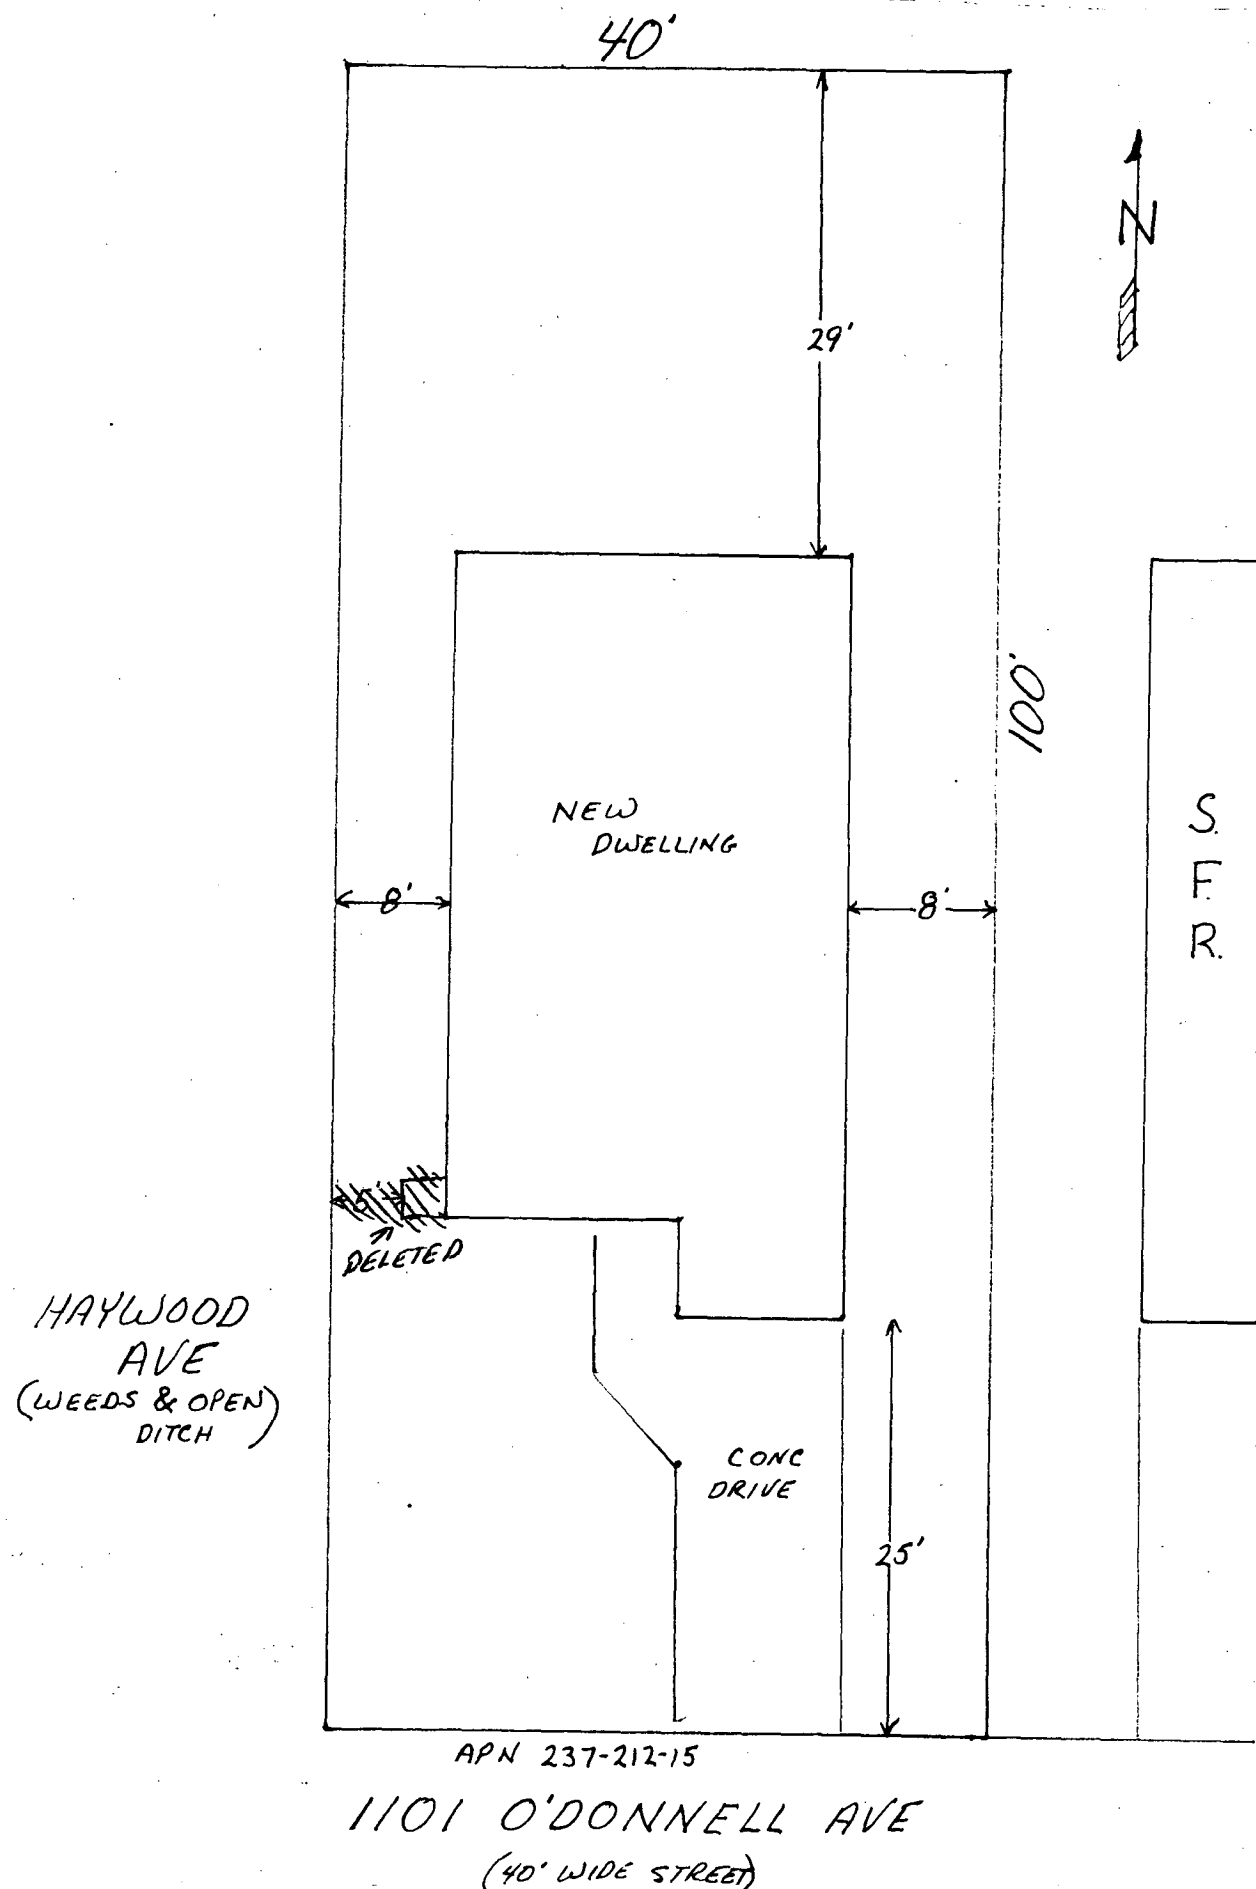 40'
N
29'
100'
NEW
DWELLING
S.
F.
R.
8'
8'
5'
DELETED
HAYWOOD
AVE
(WEEDS & OPEN)
DITCH
CONC
DRIVE
25'
APN 237-212-15
1101 O'DONNELL AVE
(40' WIDE STREET)